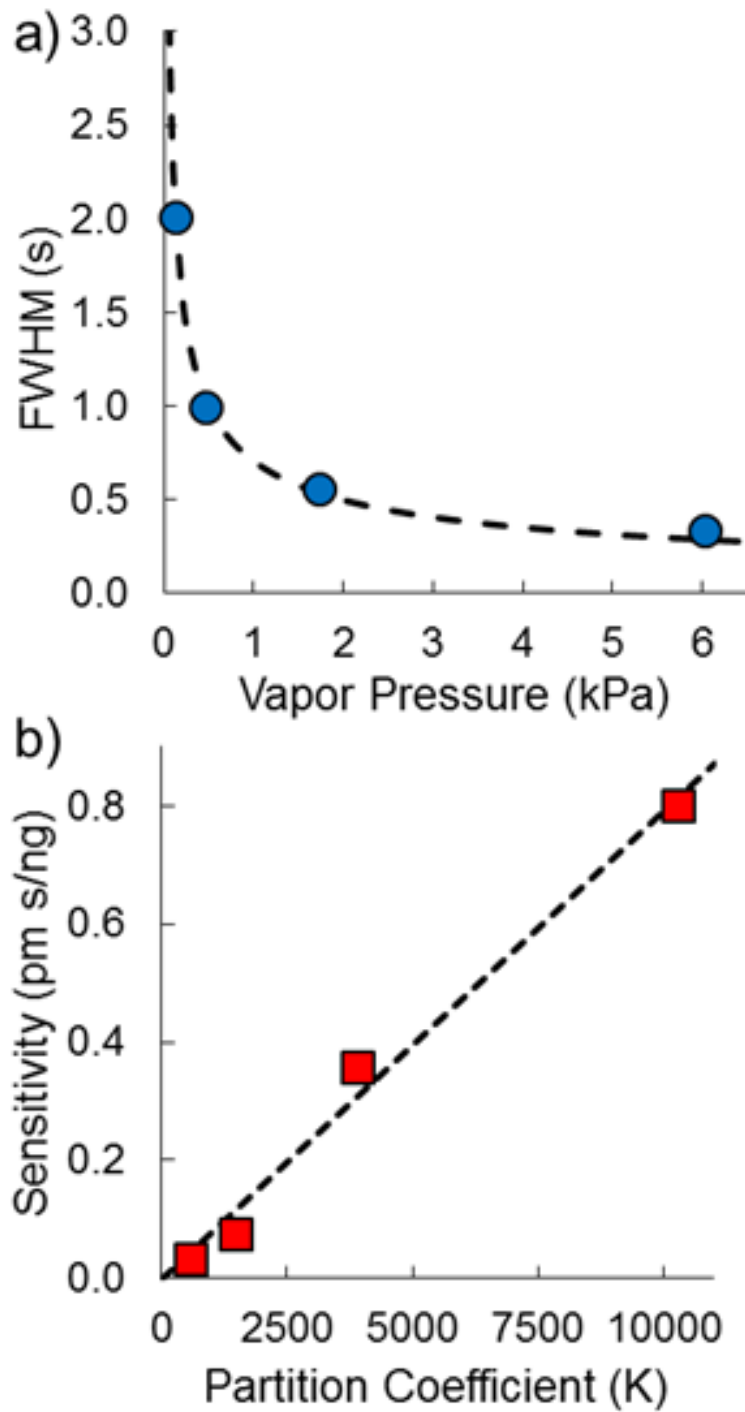 a)
FWHM (s)
3.0
2.5
2.0
1.5
1.0
0.5
0.0
0 1 2 3 4 5 6
Vapor Pressure (kPa)
b)
Sensitivity (pm s/ng)
0.8
0.6
0.4
0.2
0.0
0 2500 5000 7500 10000
Partition Coefficient (K)